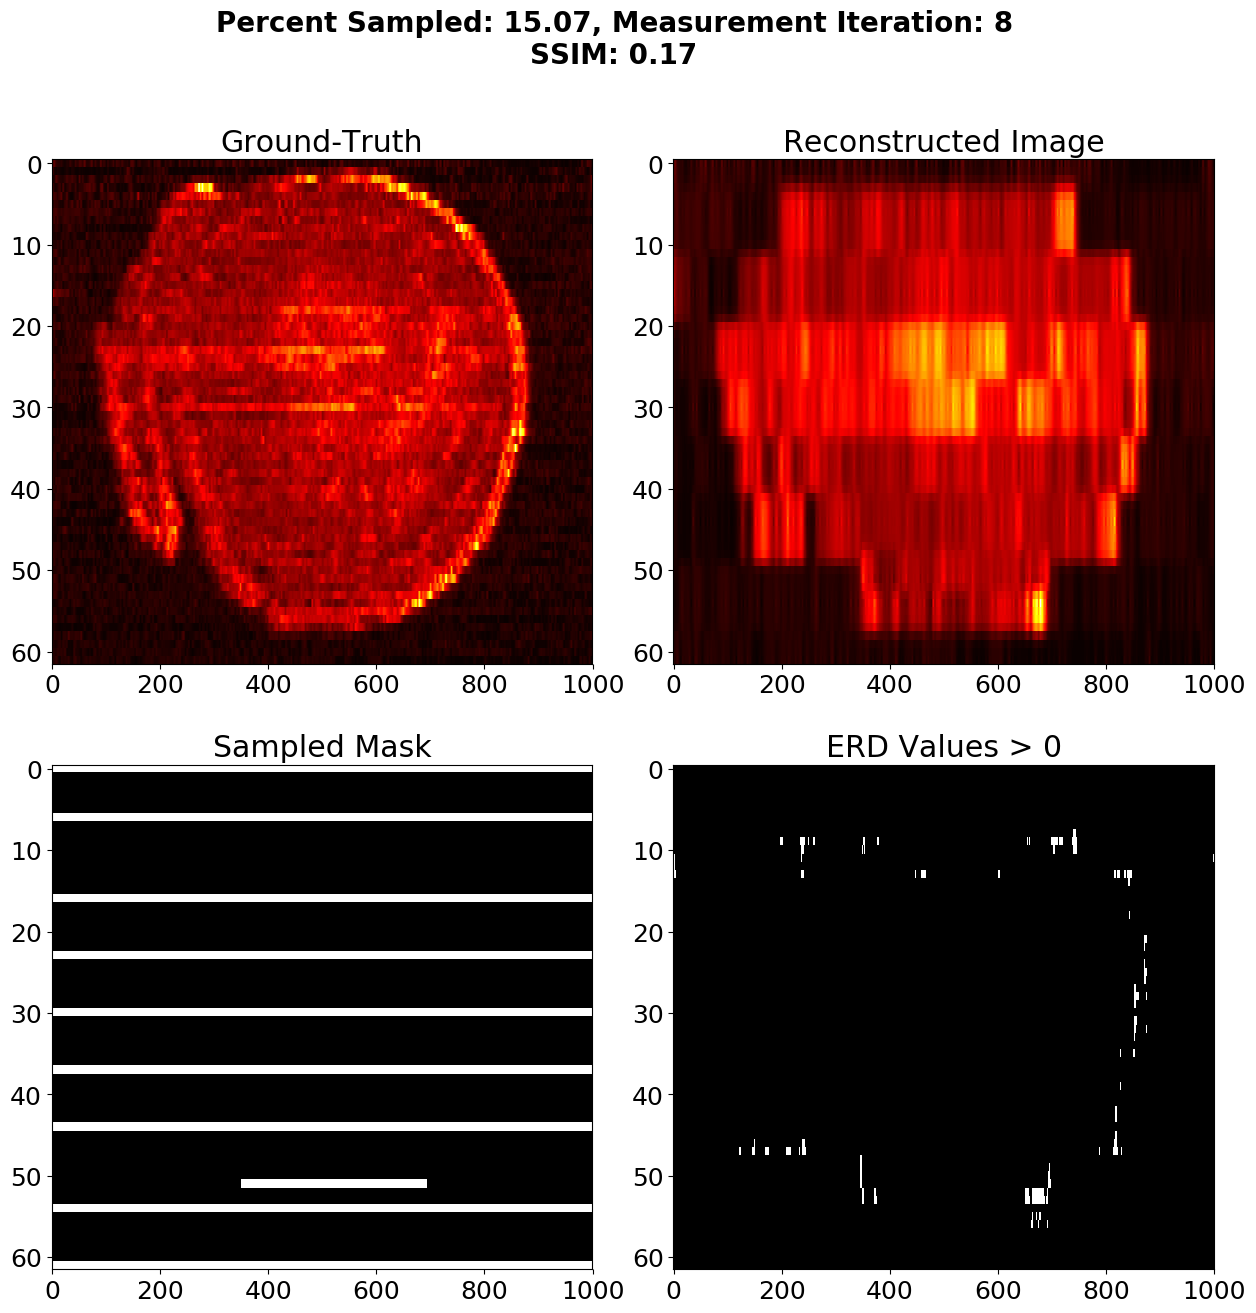 Percent Sampled: 15.07, Measurement Iteration: 8
SSIM: 0.17
Ground-Truth
0
10
20
30
40
50
60
0 200 400 600 800 1000
Reconstructed Image
0
10
20
30
40
50
60
0 200 400 600 800 1000
Sampled Mask
0
10
20
30
40
50
60
0 200 400 600 800 1000
ERD Values > 0
0
10
20
30
40
50
60
0 200 400 600 800 1000